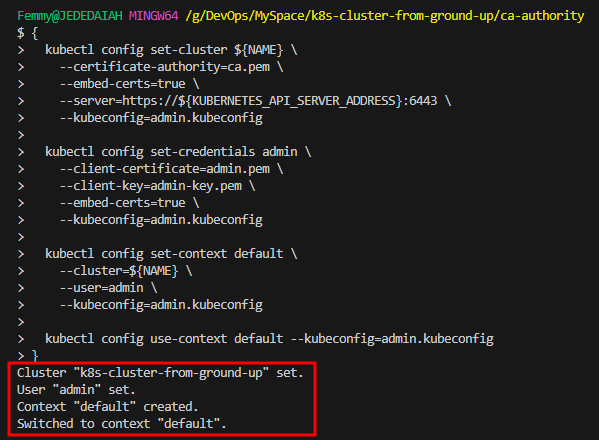 Femmy@JEDEDAIAH MINGW64 /g/DevOps/MySpace/k8s-cluster-from-ground-up/ca-authority
$ {
>   kubectl config set-cluster ${NAME} \
>     --certificate-authority=ca.pem \
>     --embed-certs=true \
>     --server=https://${KUBERNETES_API_SERVER_ADDRESS}:6443 \
>     --kubeconfig=admin.kubeconfig
>
>   kubectl config set-credentials admin \
>     --client-certificate=admin.pem \
>     --client-key=admin-key.pem \
>     --embed-certs=true \
>     --kubeconfig=admin.kubeconfig
>
>   kubectl config set-context default \
>     --cluster=${NAME} \
>     --user=admin \
>     --kubeconfig=admin.kubeconfig
>
>   kubectl config use-context default --kubeconfig=admin.kubeconfig
> }
Cluster "k8s-cluster-from-ground-up" set.
User "admin" set.
Context "default" created.
Switched to context "default".